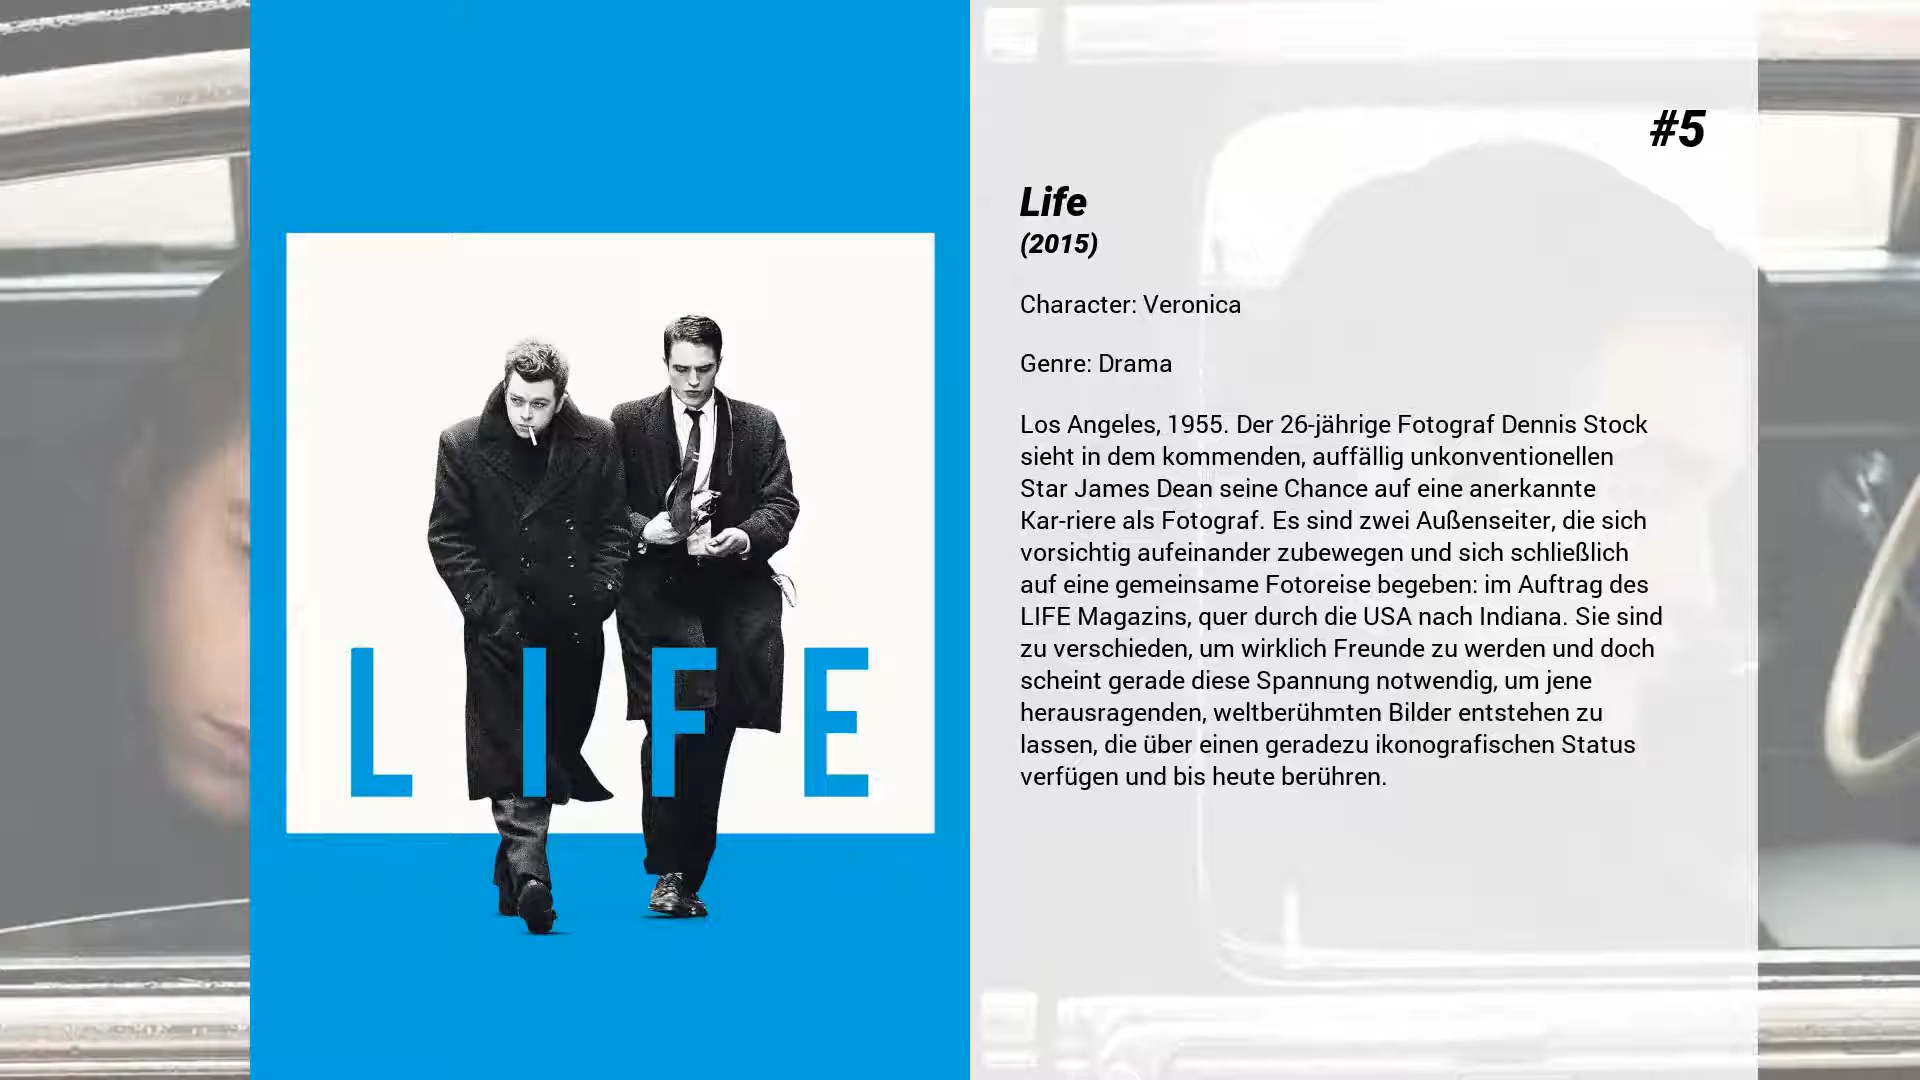 LIFE
#5
Life
(2015)
Character: Veronica
Genre: Drama
Los Angeles, 1955. Der 26-jährige Fotograf Dennis Stock
sieht in dem kommenden, auffällig unkonventionellen
Star James Dean seine Chance auf eine anerkannte
Kar-riere als Fotograf. Es sind zwei Außenseiter, die sich
vorsichtig aufeinander zubewegen und sich schließlich
auf eine gemeinsame Fotoreise begeben: im Auftrag des
LIFE Magazins, quer durch die USA nach Indiana. Sie sind
zu verschieden, um wirklich Freunde zu werden und doch
scheint gerade diese Spannung notwendig, um jene
herausragenden, weltberühmten Bilder entstehen zu
lassen, die über einen geradezu ikonografischen Status
verfügen und bis heute berühren.